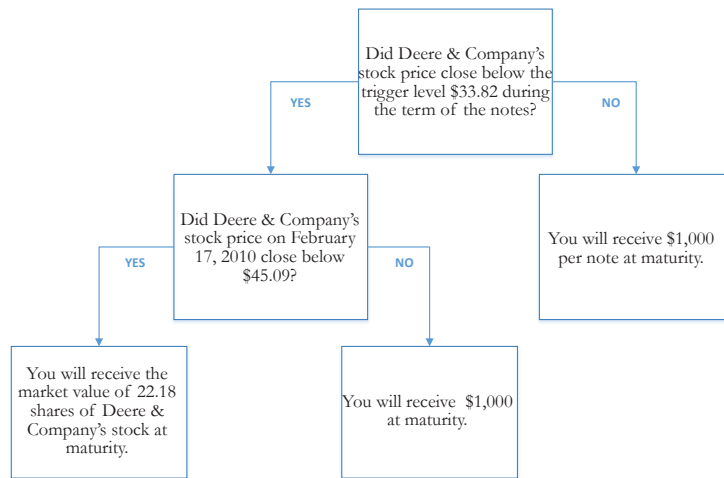 Did Deere & Company's
stock price close below the
trigger level $33.82 during
the term of the notes?
YES
NO
Did Deere & Company's
stock price on February
17, 2010 close below
$45.09?
You will receive $1,000
per note at maturity.
YES
NO
You will receive the
market value of 22.18
shares of Deere &
Company's stock at
maturity.
You will receive $1,000
at maturity.